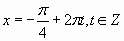 x = -π/4 + 2πt, t ∈ Z